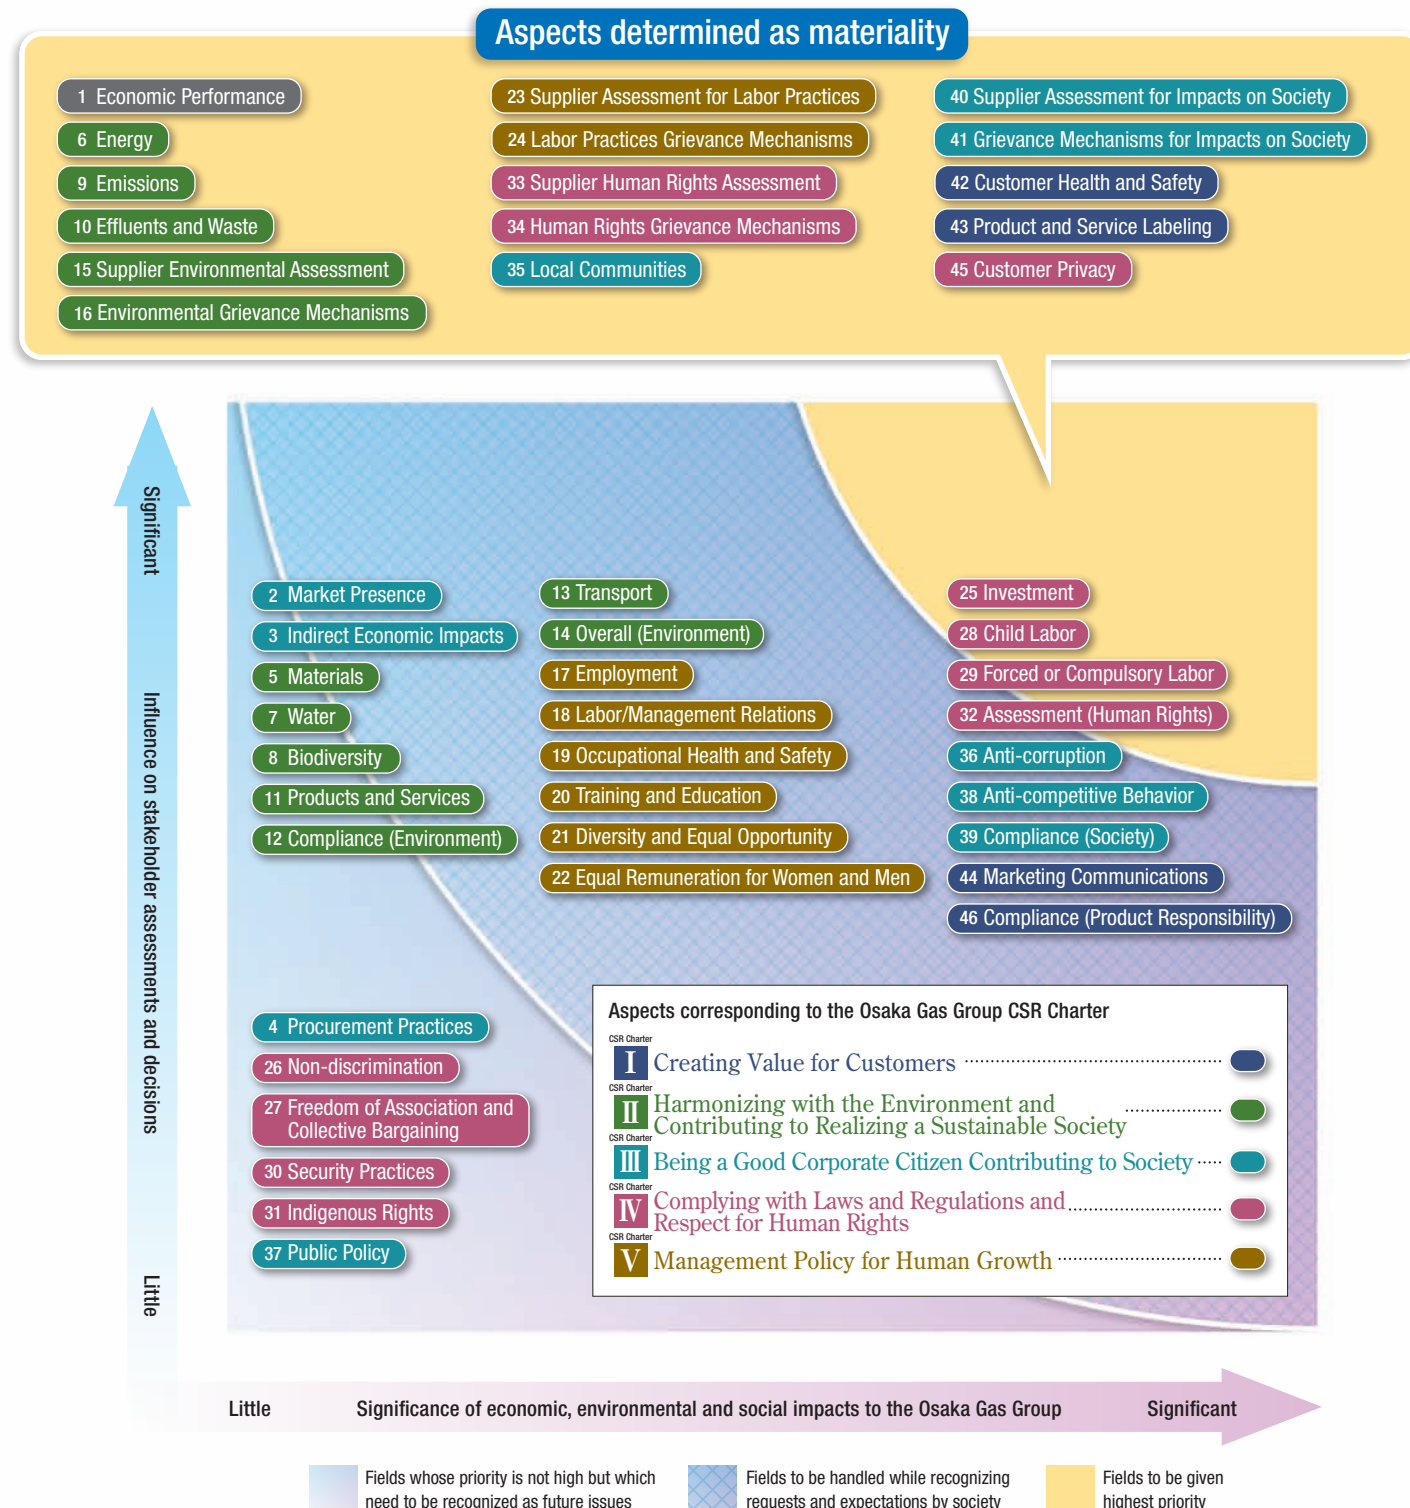 Aspects determined as materiality
1 Economic Performance
6 Energy
9 Emissions
10 Effluents and Waste
15 Supplier Environmental Assessment
16 Environmental Grievance Mechanisms
23 Supplier Assessment for Labor Practices
24 Labor Practices Grievance Mechanisms
33 Supplier Human Rights Assessment
34 Human Rights Grievance Mechanisms
35 Local Communities
40 Supplier Assessment for Impacts on Society
41 Grievance Mechanisms for Impacts on Society
42 Customer Health and Safety
43 Product and Service Labeling
45 Customer Privacy
Significant
Influence on stakeholder assessments and decisions
Little
2 Market Presence
3 Indirect Economic Impacts
5 Materials
7 Water
8 Biodiversity
11 Products and Services
12 Compliance (Environment)
13 Transport
14 Overall (Environment)
17 Employment
18 Labor/Management Relations
19 Occupational Health and Safety
20 Training and Education
21 Diversity and Equal Opportunity
22 Equal Remuneration for Women and Men
25 Investment
28 Child Labor
29 Forced or Compulsory Labor
32 Assessment (Human Rights)
36 Anti-corruption
38 Anti-competitive Behavior
39 Compliance (Society)
44 Marketing Communications
46 Compliance (Product Responsibility)
4 Procurement Practices
26 Non-discrimination
27 Freedom of Association and
Collective Bargaining
30 Security Practices
31 Indigenous Rights
37 Public Policy
Aspects corresponding to the Osaka Gas Group CSR Charter
CSR Charter
I Creating Value for Customers
CSR Charter
II Harmonizing with the Environment and
Contributing to Realizing a Sustainable Society
CSR Charter
III Being a Good Corporate Citizen Contributing to Society
CSR Charter
IV Complying with Laws and Regulations and
Respect for Human Rights
CSR Charter
V Management Policy for Human Growth
Little
Significance of economic, environmental and social impacts to the Osaka Gas Group
Significant
Fields whose priority is not high but which
need to be recognized as future issues
Fields to be handled while recognizing
requests and expectations by society
Fields to be given
highest priority